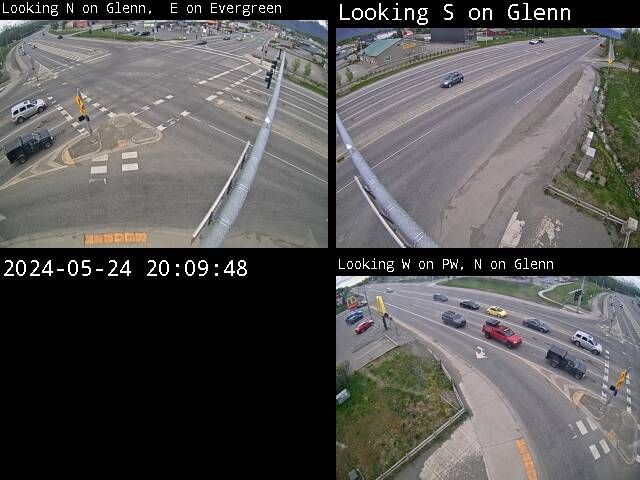 Looking N on Glenn,  E on Evergreen
Looking S on Glenn
2024-05-24 20:09:48
Looking W on PW, N on Glenn